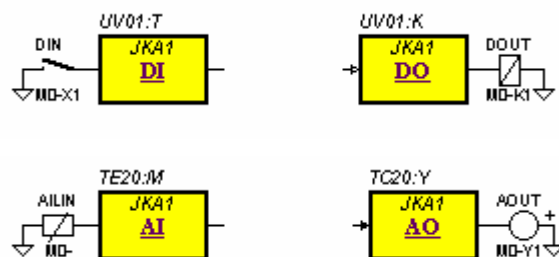 UV01:T
UV01:K
DIN
JKA1
DI
JKA1
DO
DOUT
MD-X1
MD-K1
TE20:M
TC20:Y
AILIN
JKA1
AI
JKA1
AO
AOUT
+
MD-
MD-Y1